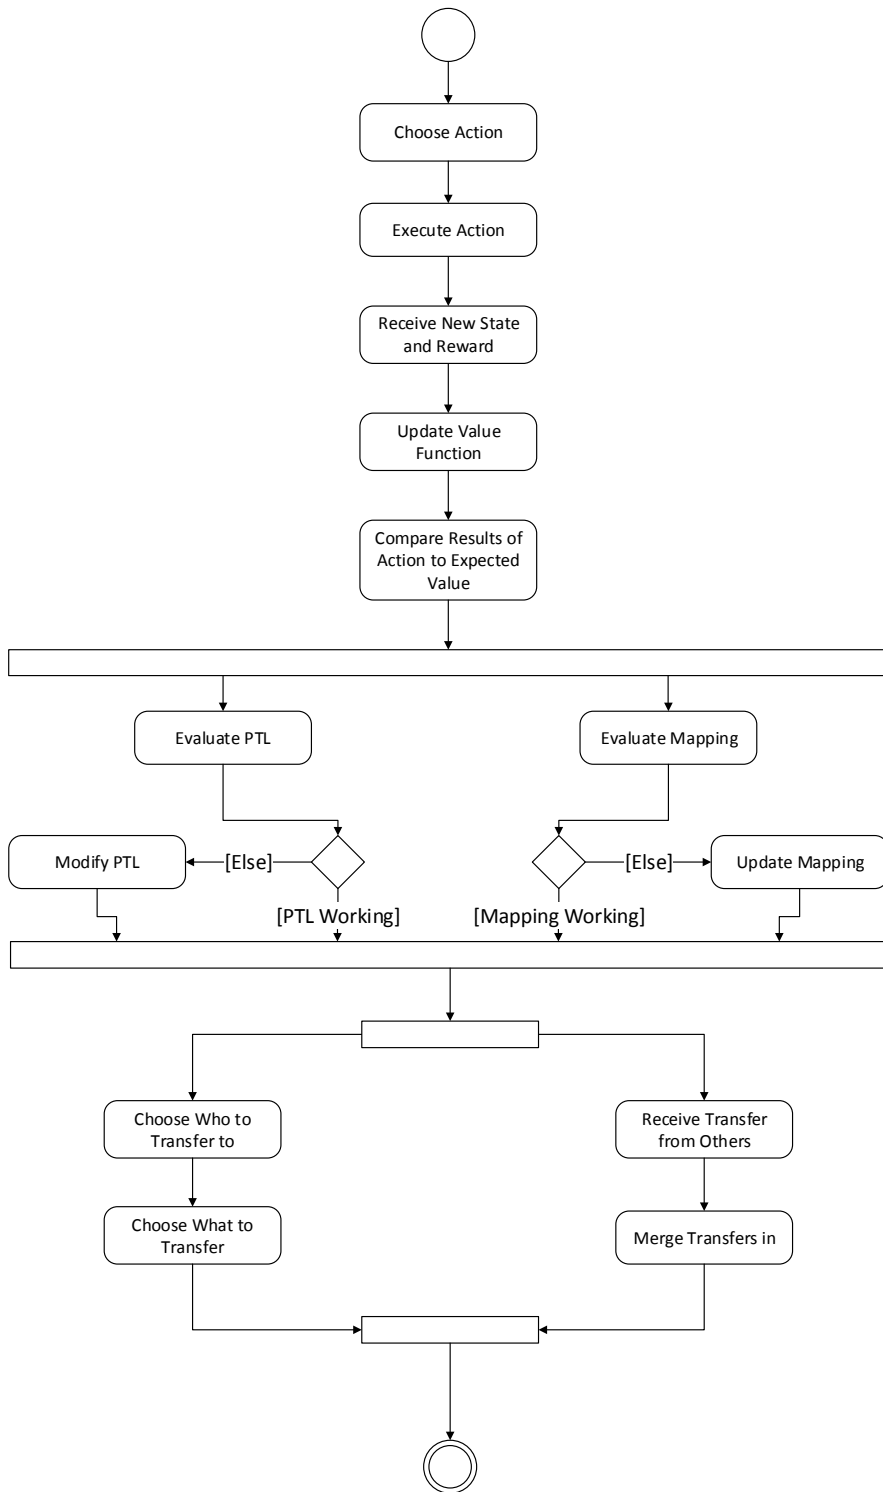 Choose Action
Execute Action
Receive New State
and Reward
Update Value
Function
Compare Results of
Action to Expected
Value
Evaluate PTL
Evaluate Mapping
Modify PTL
[Else]
[Else]
Update Mapping
[PTL Working]
[Mapping Working]
Choose Who to
Transfer to
Receive Transfer
from Others
Choose What to
Transfer
Merge Transfers in